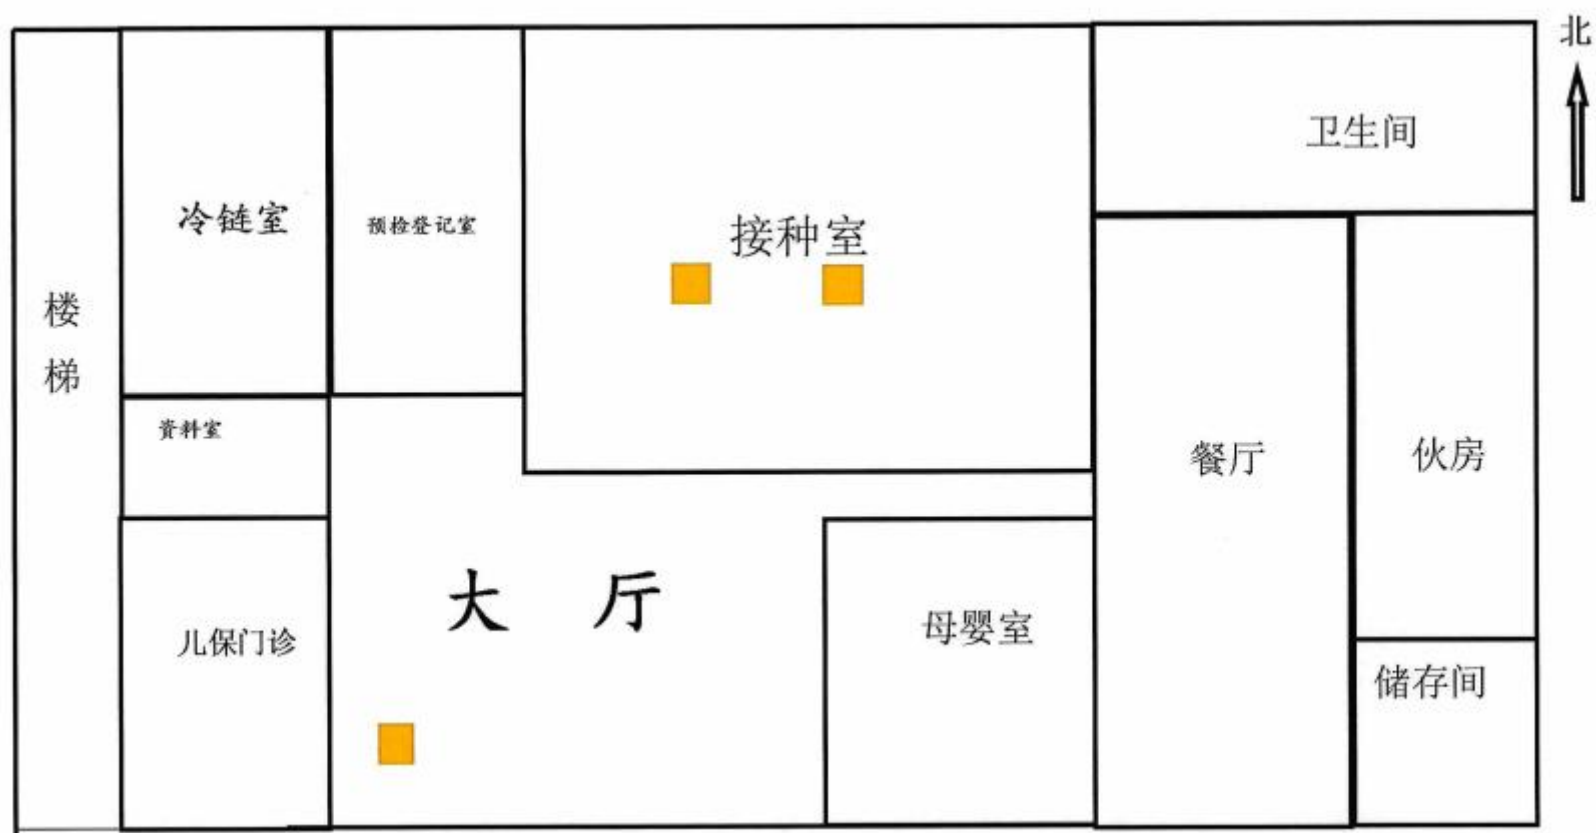 北
卫生间
冷链室
预检登记室
接种室
楼
梯
资料室
餐厅
伙房
大 厅
母婴室
儿保门诊
储存间